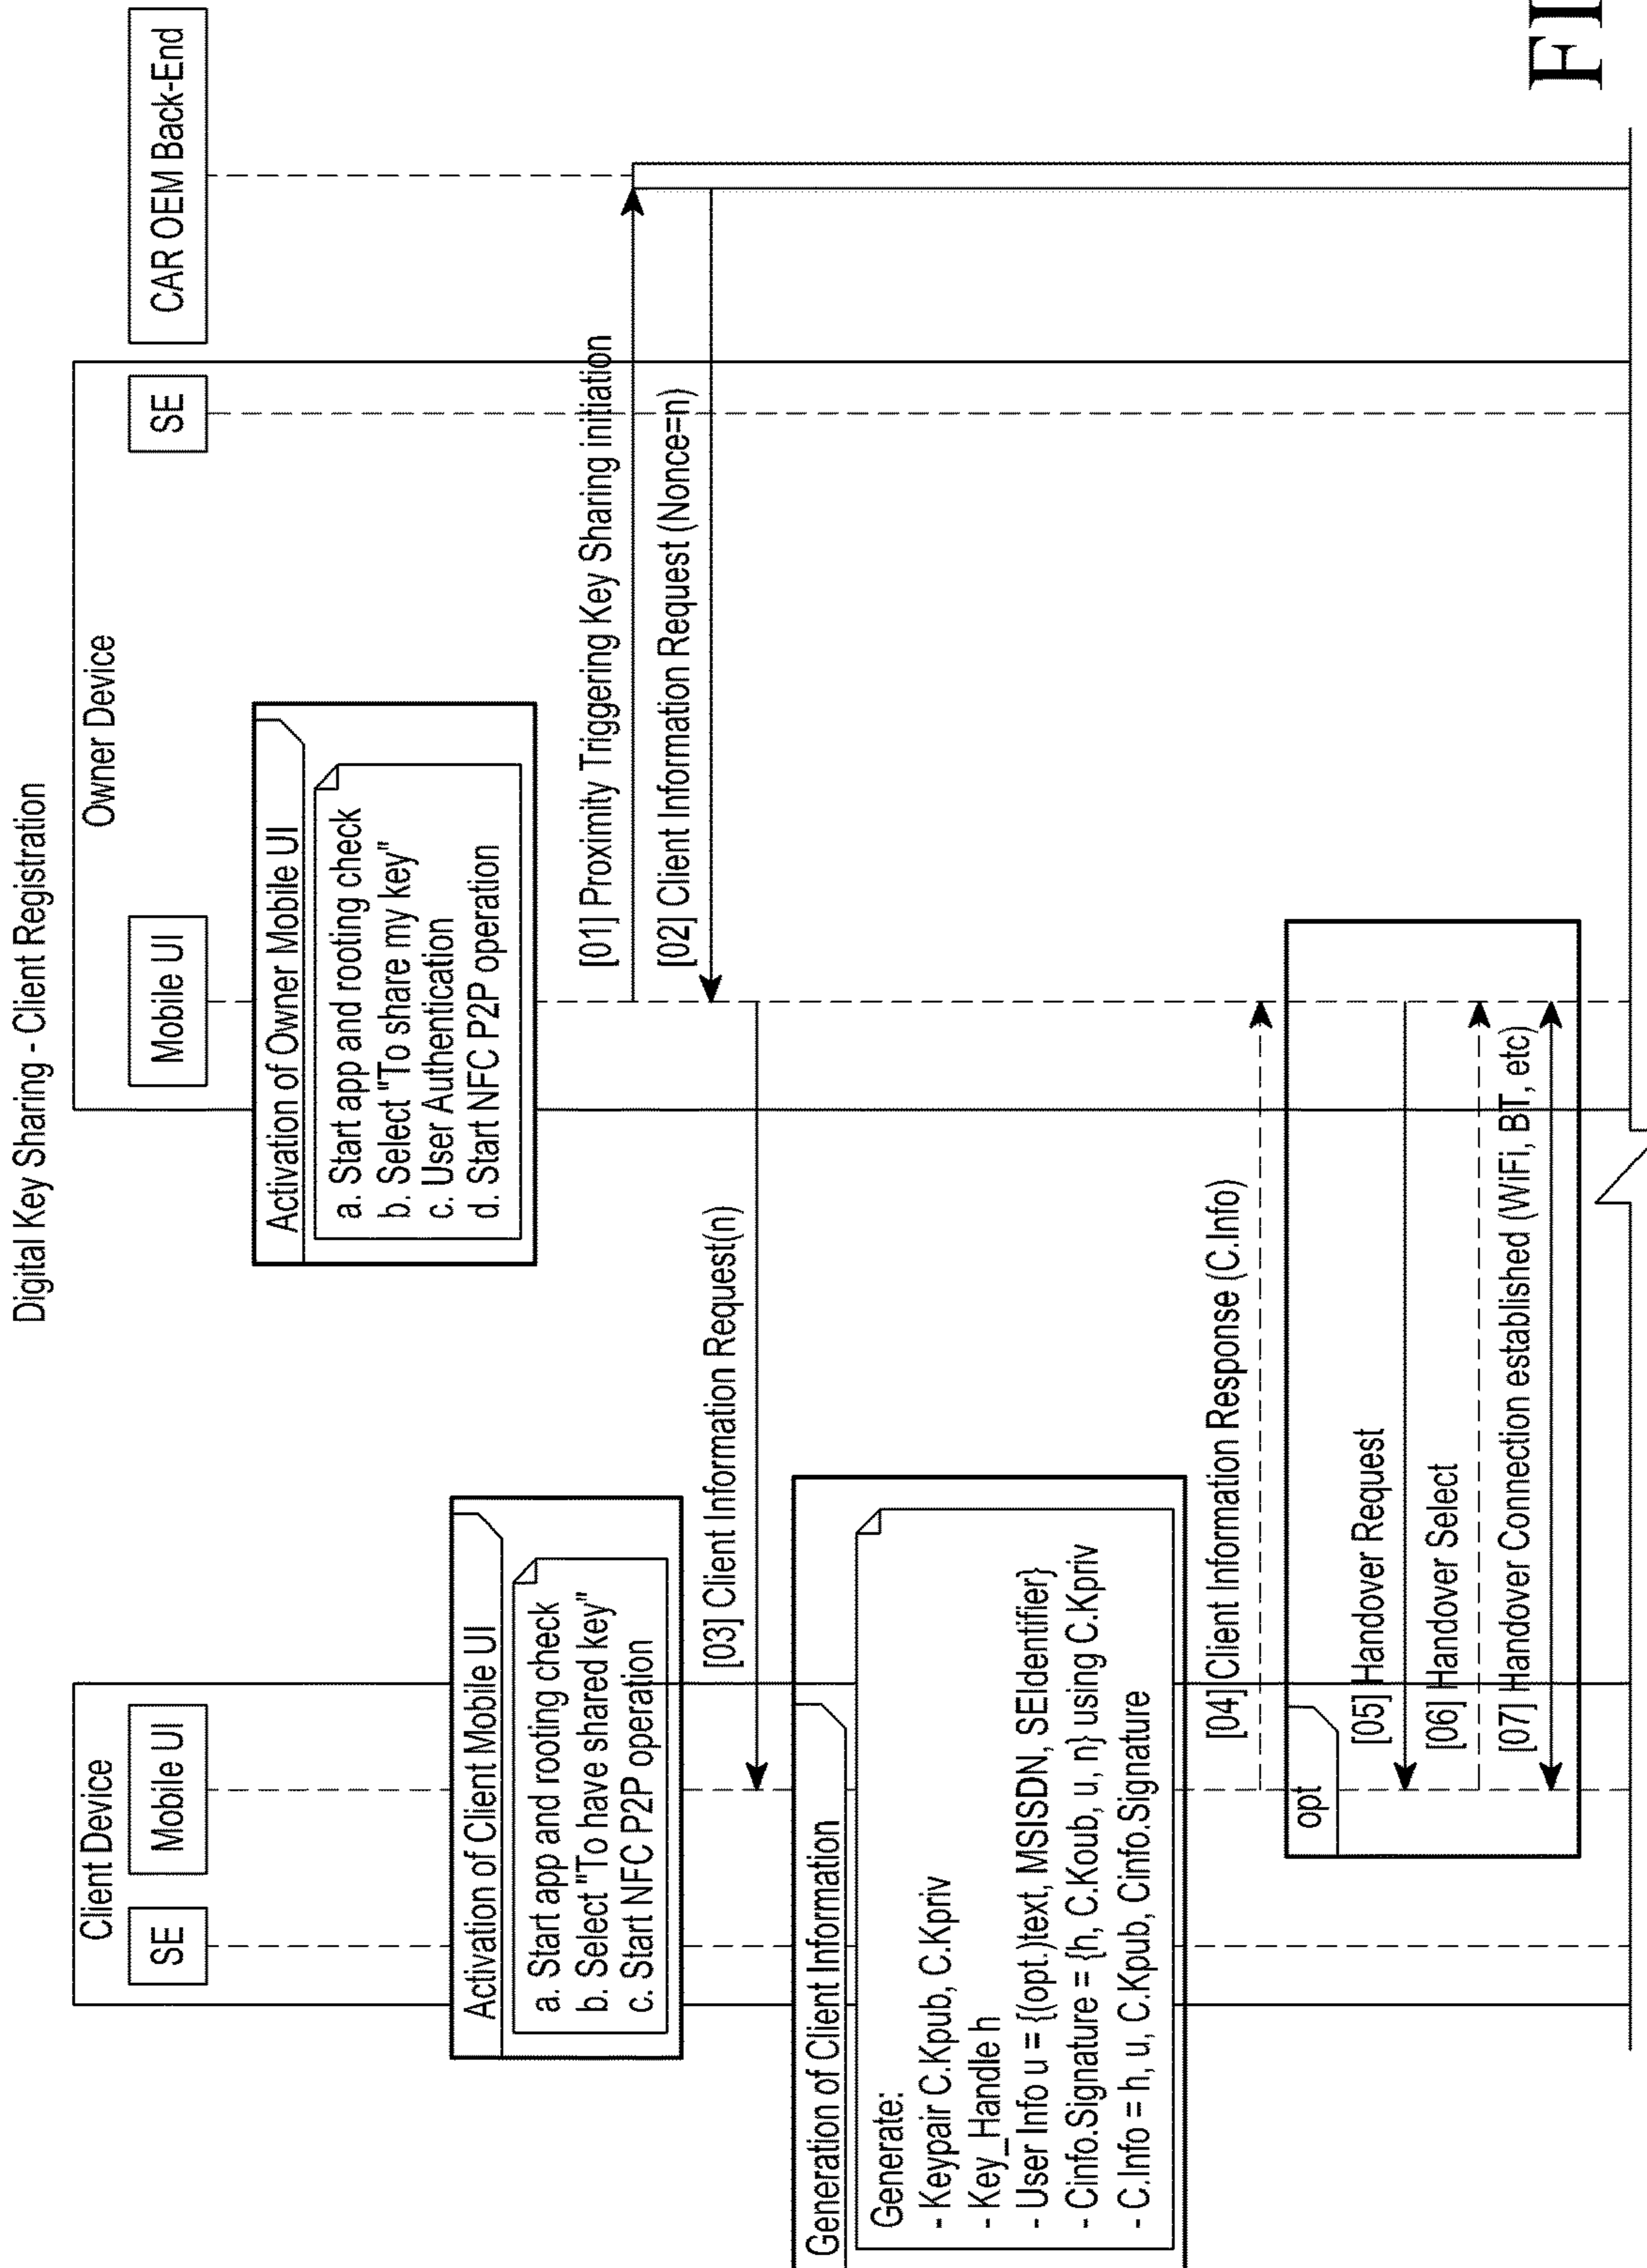 Digital Key Sharing - Client Registration
Client Device
Owner Device
SE
Mobile UI
Mobile UI
SE
CAR OEM Back-End
Activation of Owner Mobile UI
a. Start app and rooting check
b. Select "To share my key"
c. User Authentication
d. Start NFC P2P operation
Activation of Client Mobile UI
a. Start app and rooting check
b. Select "To have shared key"
c. Start NFC P2P operation
[01] Proximity Triggering Key Sharing initiation
[02] Client Information Request (Nonce=n)
[03] Client Information Request(n)
Generation of Client Information
Generate:
- Keypair C.Kpub, C.Kpriv
- Key_Handle h
- User Info u = {(opt.)text, MSISDN, SEIdentifier}
- Cinfo.Signature = {h, C.Koub, u, n} using C.Kpriv
- C.Info = h, u, C.Kpub, Cinfo.Signature
[04] Client Information Response (C.Info)
opt
[05] Handover Request
[06] Handover Select
[07] Handover Connection established (WiFi, BT, etc)
FI